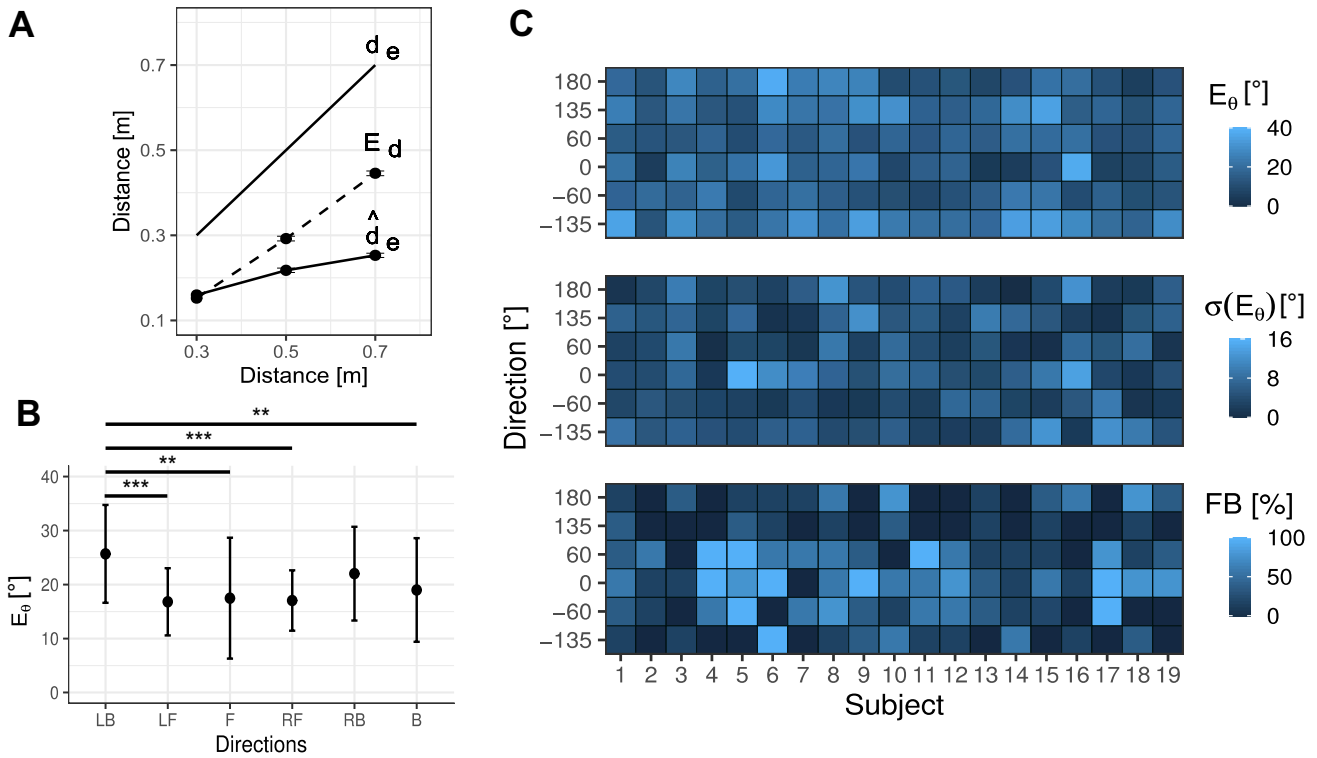 A
0.7
0.5
0.3
0.1
Distance [m]
d e
E d
^
d e
0.3 0.5 0.7
Distance [m]
B
**
***
**
***
40
30
20
10
0
Eθ [°]
LB LF F RF RB B
Directions
C
180
135
60
0
−60
−135
Eθ [°]
40
20
0
180
135
60
0
−60
−135
σ(Eθ) [°]
16
8
0
Direction [°]
180
135
60
0
−60
−135
FB [%]
100
50
0
1 2 3 4 5 6 7 8 9 10 11 12 13 14 15 16 17 18 19
Subject